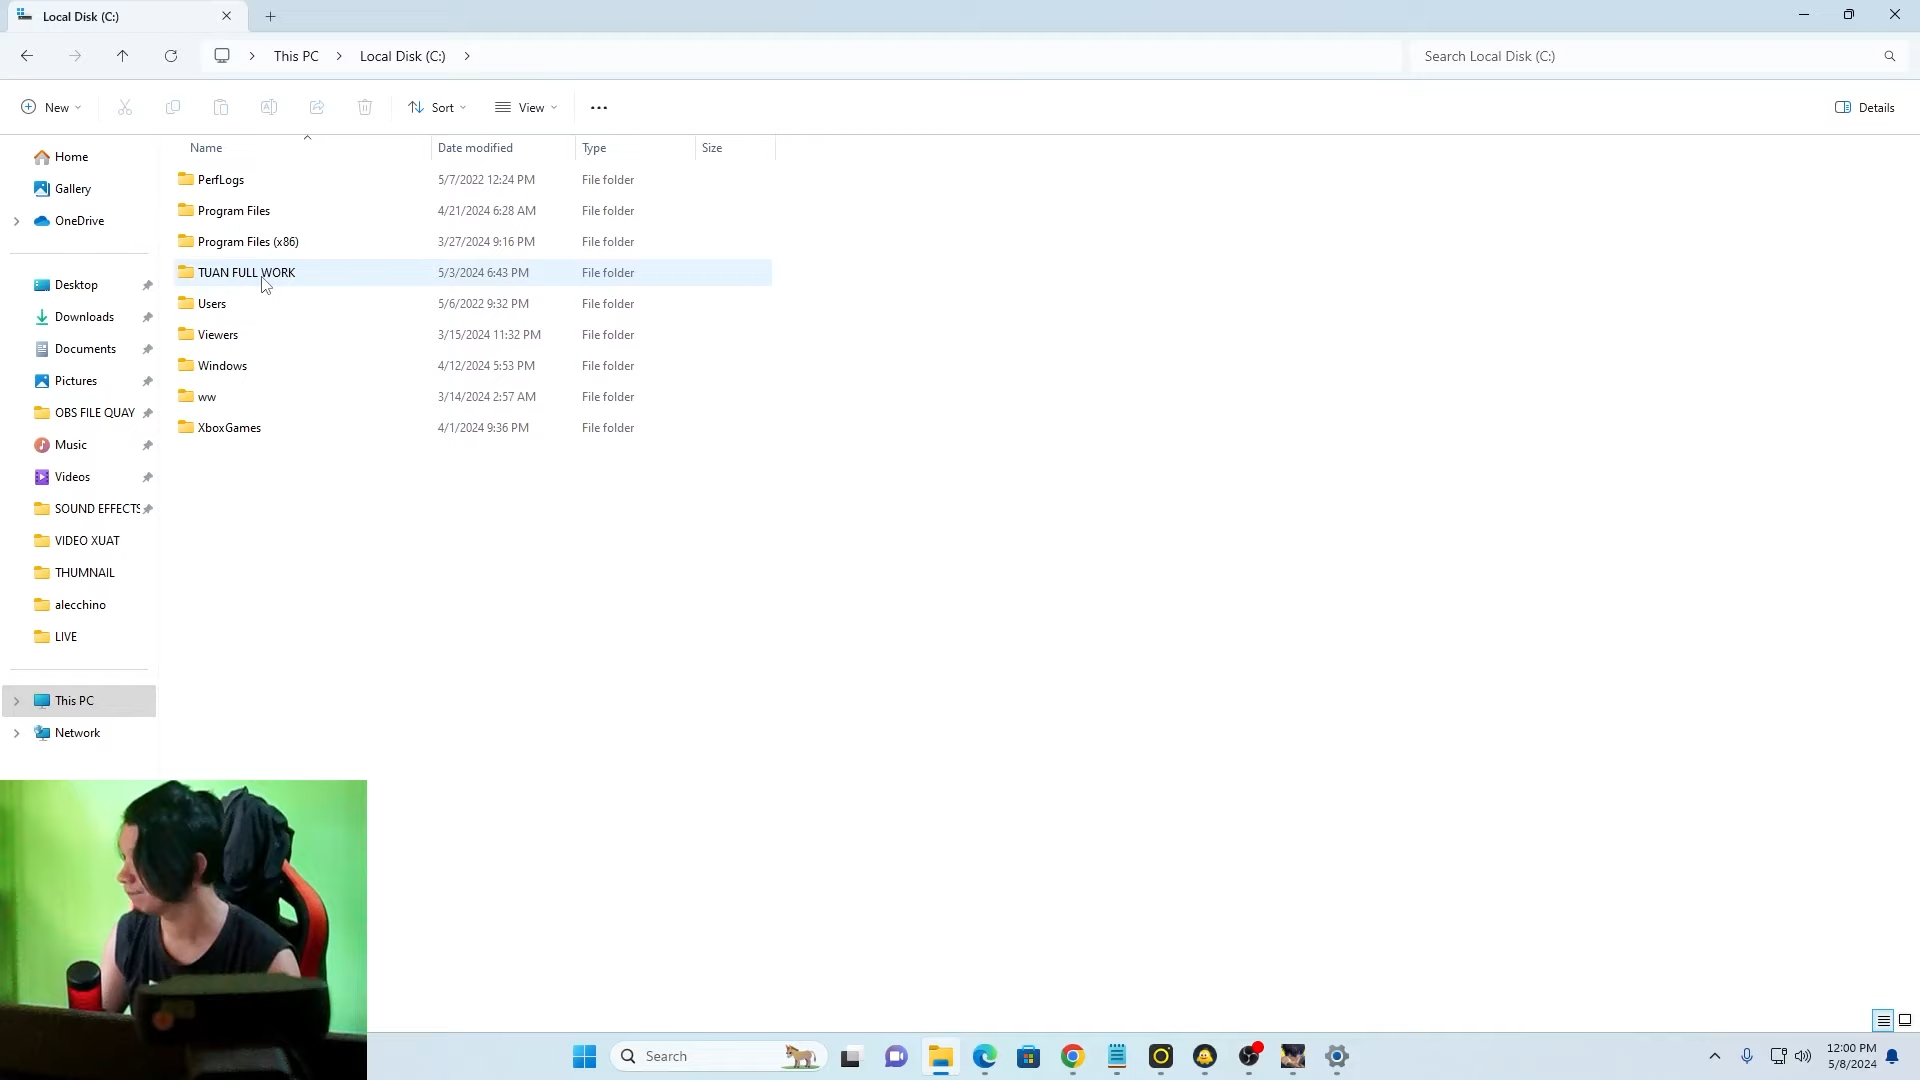 Local Disk (C:)
This PC > Local Disk (C:) >
Search Local Disk (C:)
New
Sort
View
Details
Name Date modified Type Size
PerfLogs 5/7/2022 12:24 PM File folder
Program Files 4/21/2024 6:28 AM File folder
Program Files (x86) 3/27/2024 9:16 PM File folder
TUAN FULL WORK 5/3/2024 6:43 PM File folder
Users 5/6/2022 9:32 PM File folder
Viewers 3/15/2024 11:32 PM File folder
Windows 4/12/2024 5:53 PM File folder
ww 3/14/2024 2:57 AM File folder
XboxGames 4/1/2024 9:36 PM File folder
Home
Gallery
OneDrive
Desktop
Downloads
Documents
Pictures
OBS FILE QUAY
Music
Videos
SOUND EFFECTS
VIDEO XUAT
THUMNAIL
alecchino
LIVE
This PC
Network
Search
12:00 PM
5/8/2024